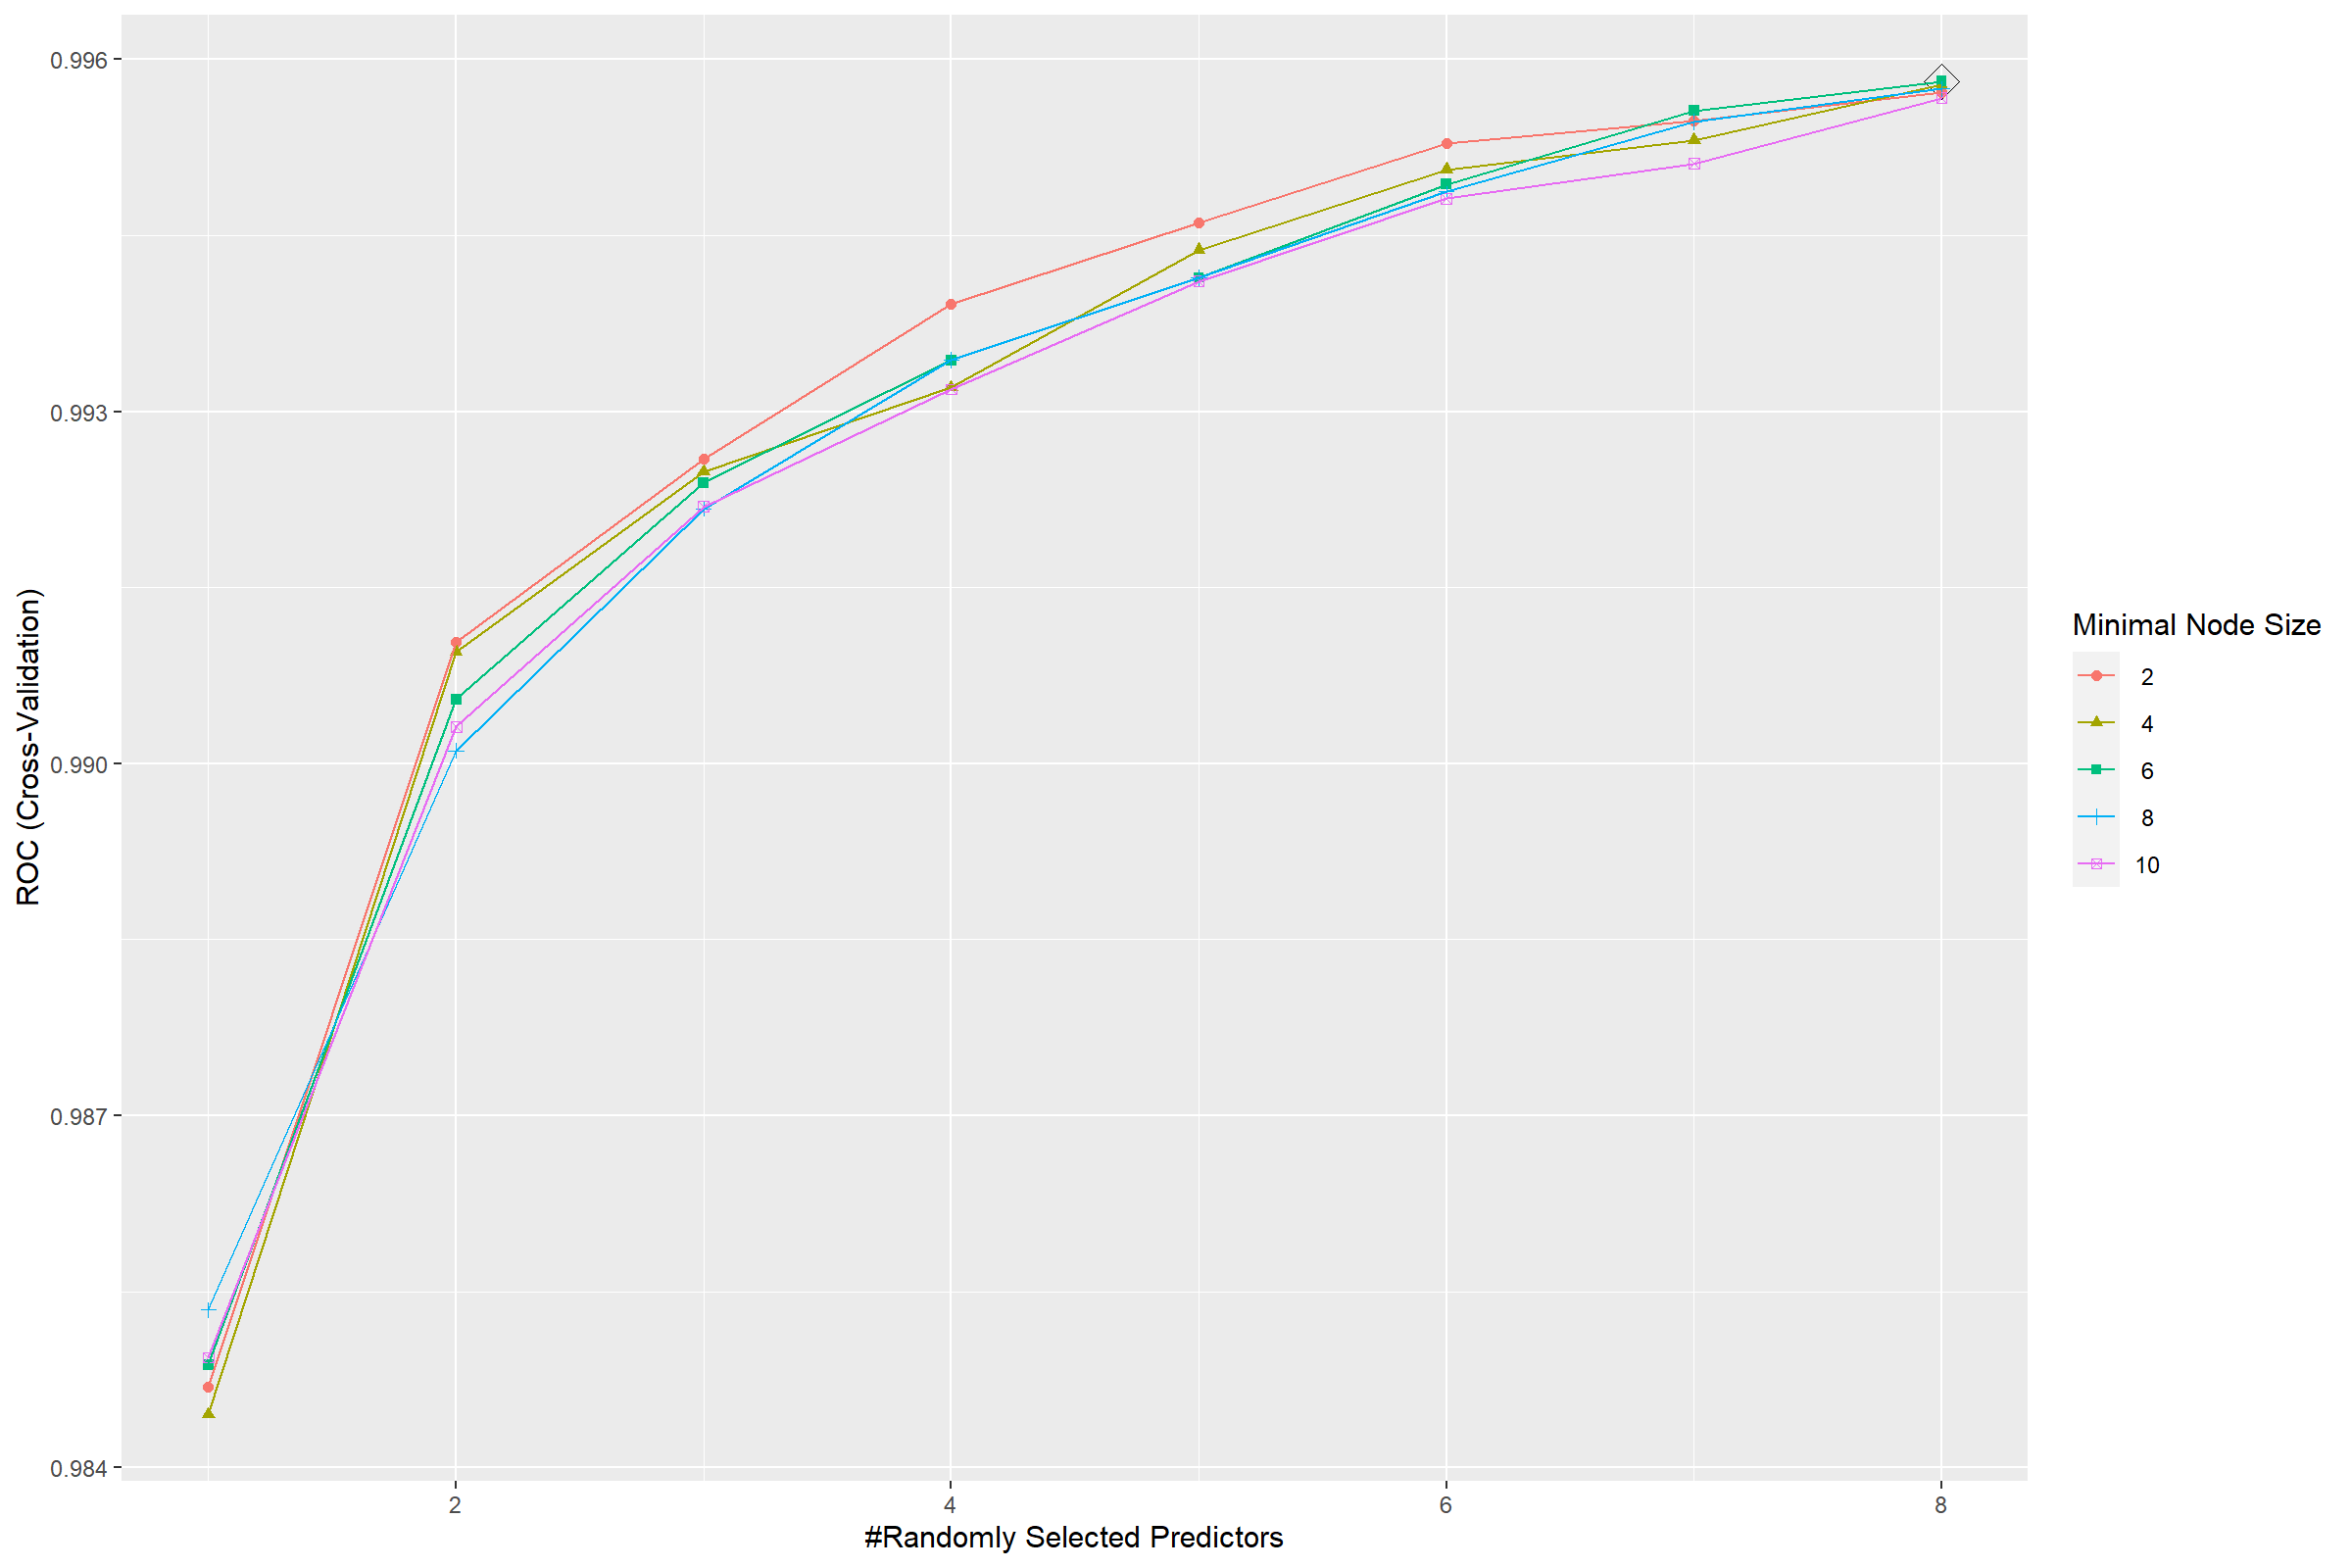 0.996
0.993
0.990
0.987
0.984
ROC (Cross-Validation)
2 4 6 8
#Randomly Selected Predictors
Minimal Node Size
2
4
6
8
10